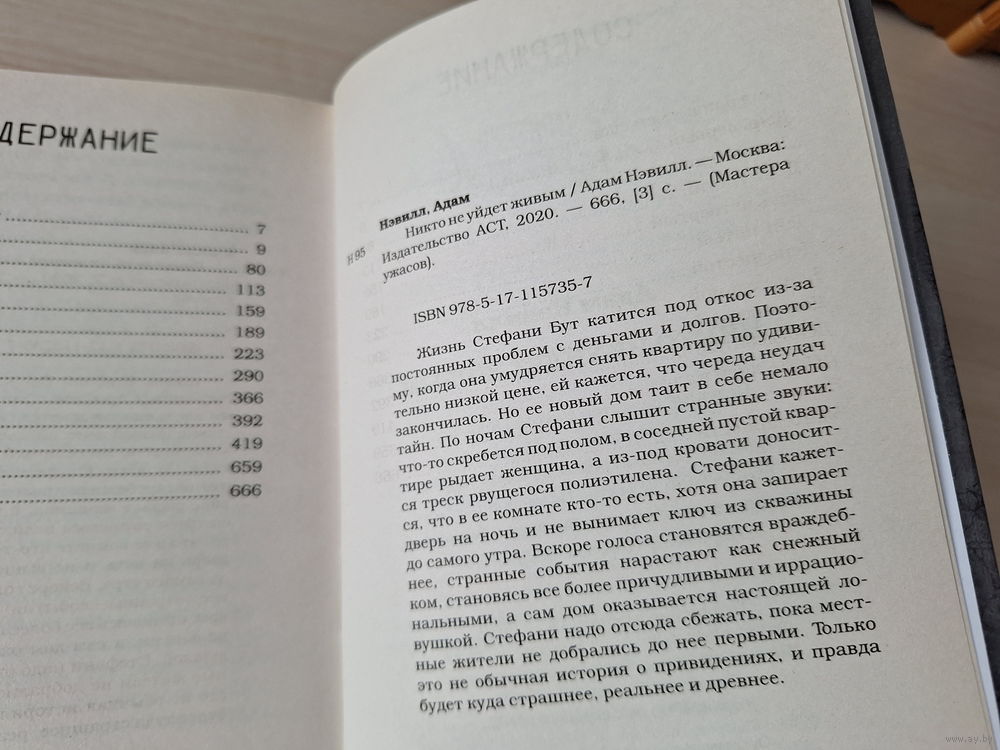 ДЕРЖАНИЕ
7
9
80
113
159
189
223
290
366
392
419
659
666
Нэвилл, Адам
Н 95
Никто не уйдет живым / Адам Нэвилл. — Москва:
Издательство АСТ, 2020. — 666, [3] с. — (Мастера
ужасов).
ISBN 978-5-17-115735-7
Жизнь Стефани Бут катится под откос из-за
постоянных проблем с деньгами и долгов. Поэто-
му, когда она умудряется снять квартиру по удиви-
тельно низкой цене, ей кажется, что череда неудач
закончилась. Но ее новый дом таит в себе немало
тайн. По ночам Стефани слышит странные звуки:
что-то скребется под полом, в соседней пустой квар-
тире рыдает женщина, а из-под кровати доносит-
ся треск рвущегося полиэтилена. Стефани кажет-
ся, что в ее комнате кто-то есть, хотя она запирает
дверь на ночь и не вынимает ключ из скважины
до самого утра. Вскоре голоса становятся враждеб-
нее, странные события нарастают как снежный
ком, становясь все более причудливыми и иррацио-
нальными, а сам дом оказывается настоящей ло-
вушкой. Стефани надо отсюда сбежать, пока мест-
ные жители не добрались до нее первыми. Только
это не обычная история о привидениях, и правда
будет куда страшнее, реальнее и древнее.
www.ay.by